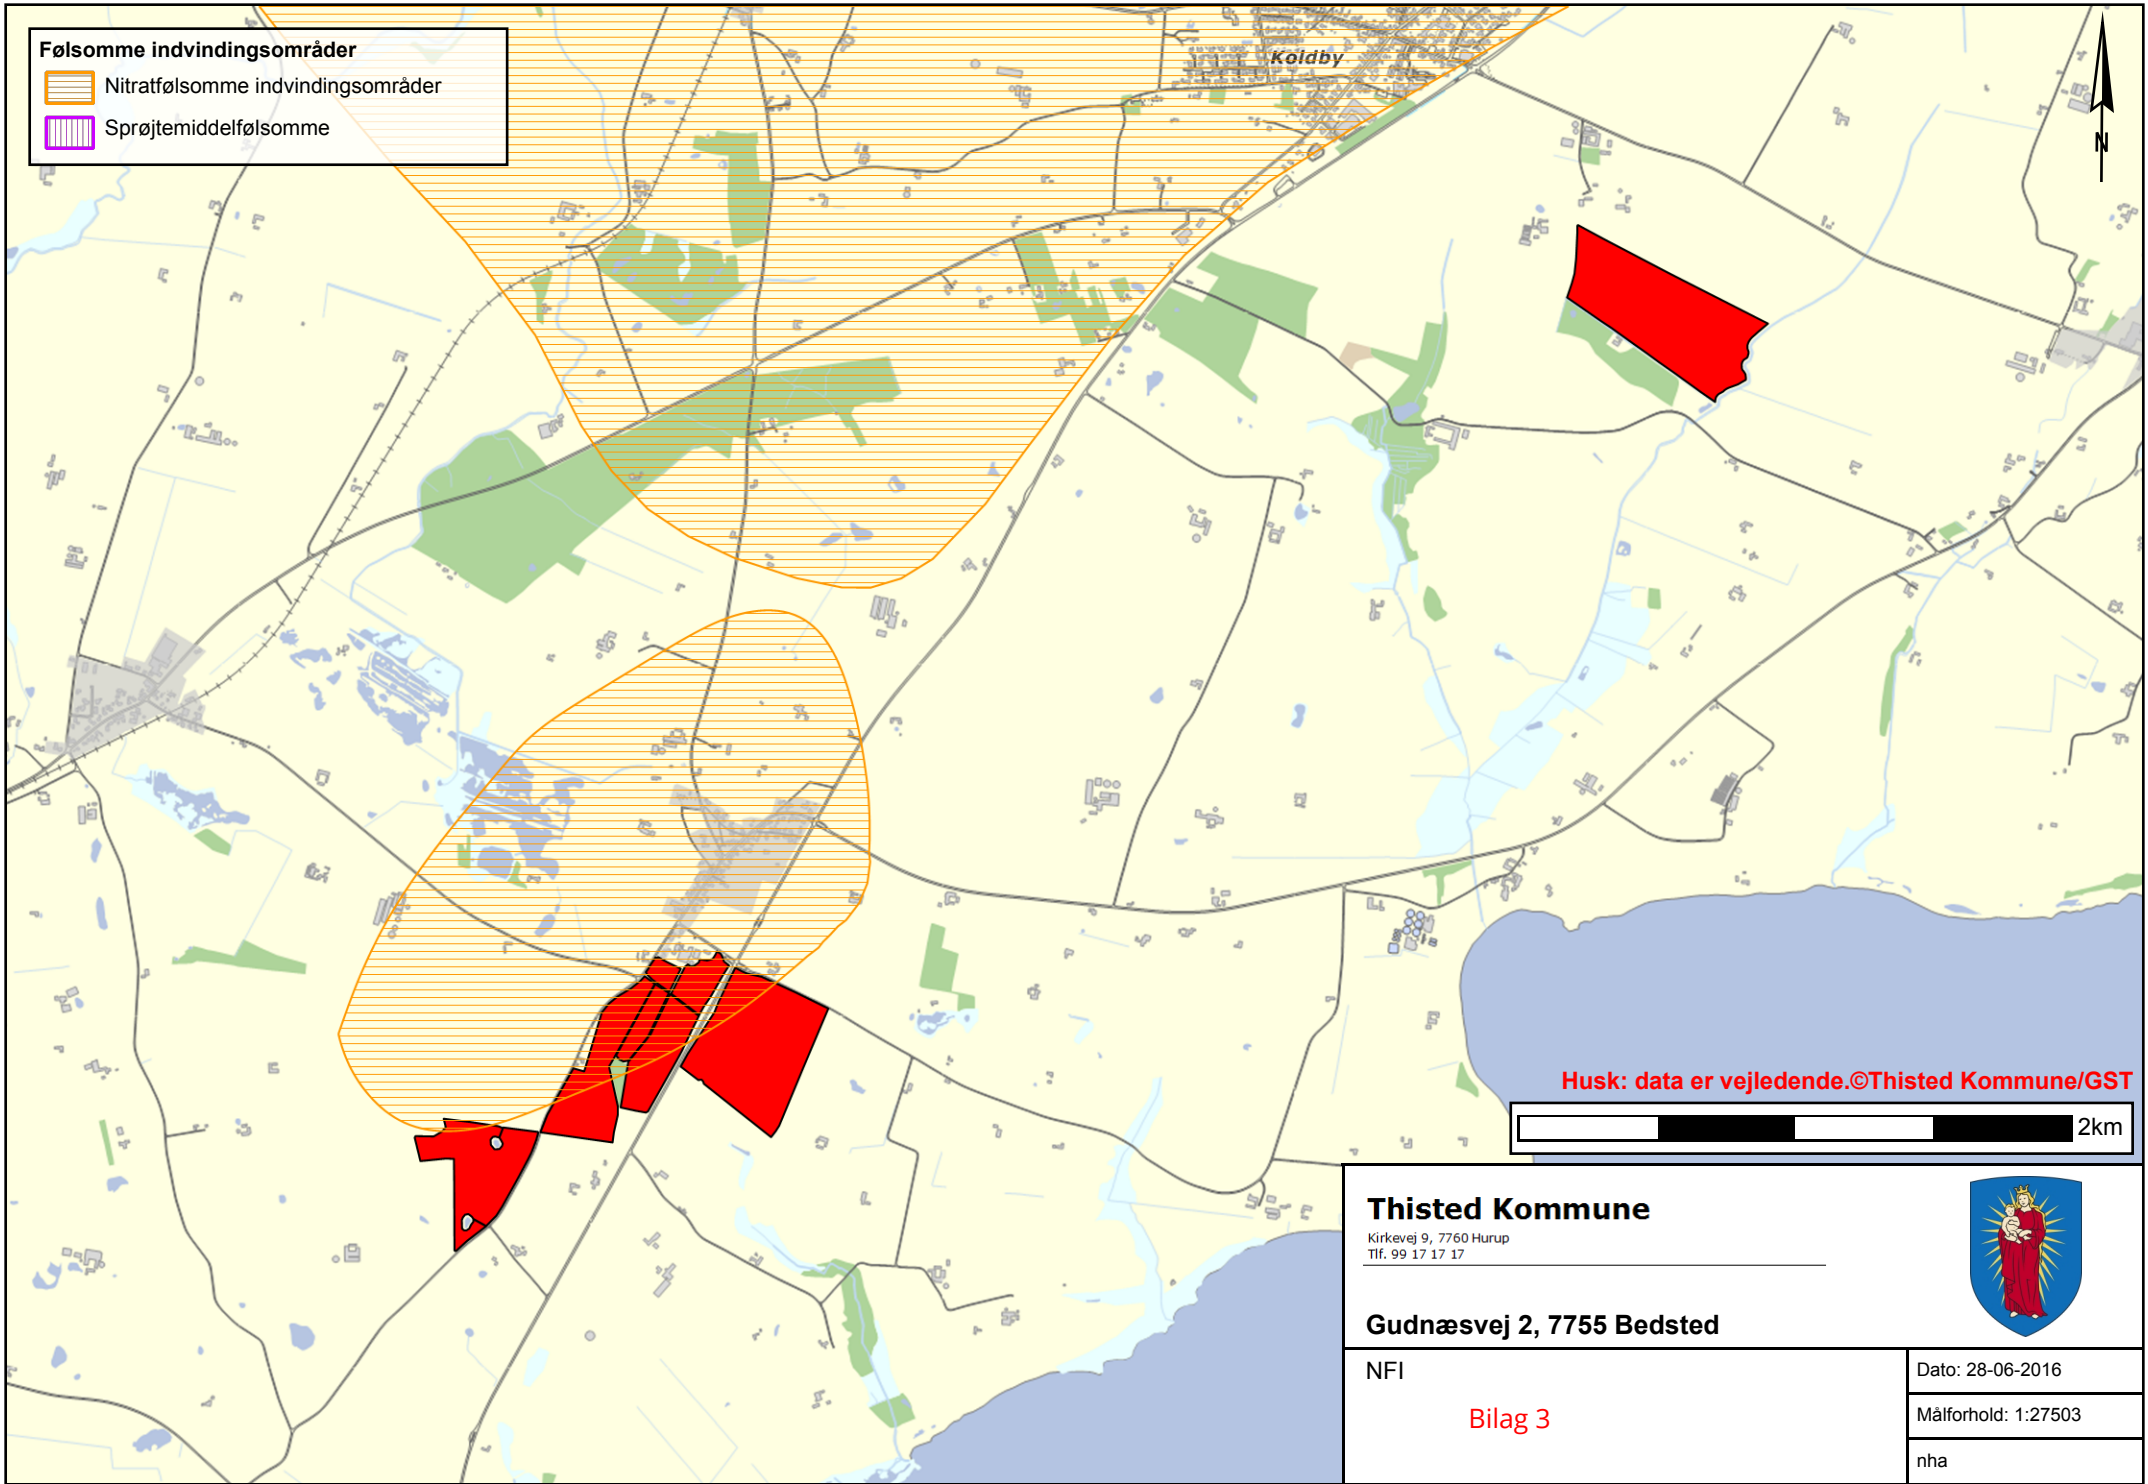 Følsomme indvindingsområder
Nitratfølsomme indvindingsområder
Sprøjtemiddelfølsomme
Koldby
N
Husk: data er vejledende.©Thisted Kommune/GST
2km
Thisted Kommune
Kirkevej 9, 7760 Hurup
Tlf. 99 17 17 17
Gudnæsvej 2, 7755 Bedsted
NFI
Bilag 3
Dato: 28-06-2016
Målforhold: 1:27503
nha